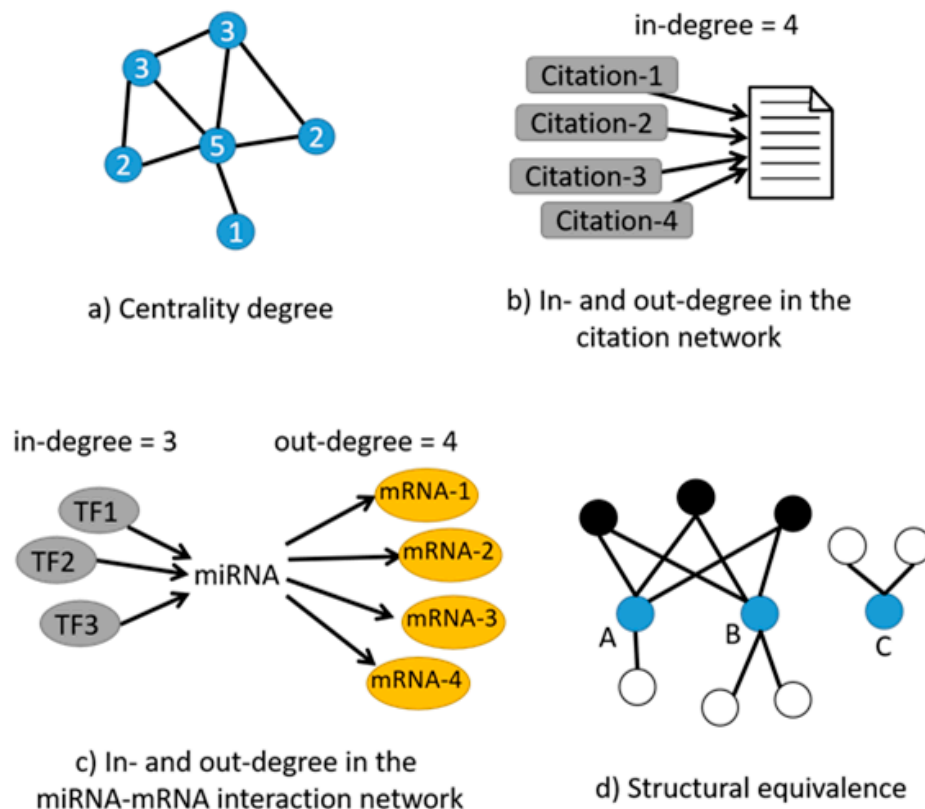 3
3
2
5
2
1
a) Centrality degree
in-degree = 4
Citation-1
Citation-2
Citation-3
Citation-4
b) In- and out-degree in the
citation network
in-degree = 3
out-degree = 4
TF1
TF2
TF3
miRNA
mRNA-1
mRNA-2
mRNA-3
mRNA-4
c) In- and out-degree in the
miRNA-mRNA interaction network
A
B
C
d) Structural equivalence